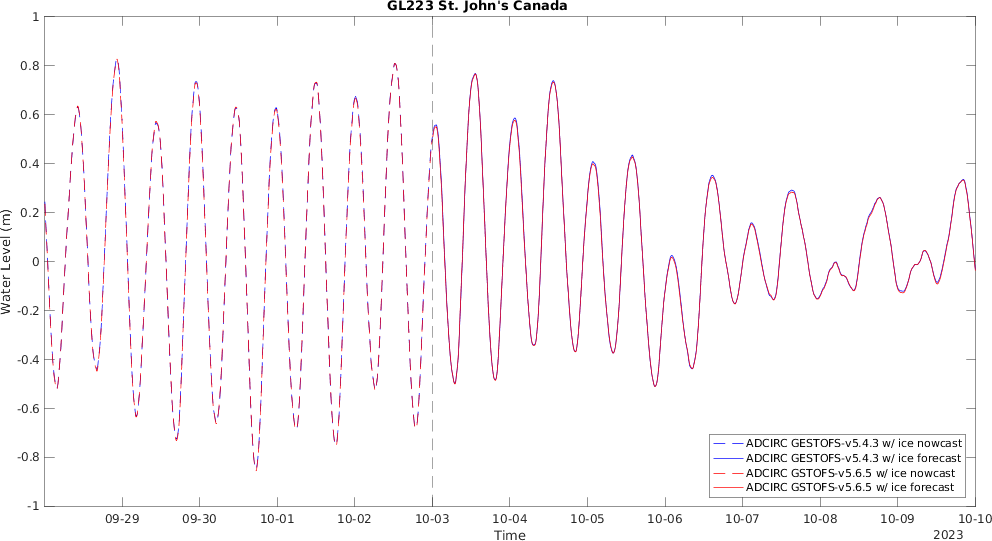 GL223 St. John's Canada
1
0.8
0.6
0.4
0.2
0
-0.2
-0.4
-0.6
-0.8
-1
Water Level (m)
ADCIRC GESTOFS-v5.4.3 w/ ice nowcast
ADCIRC GESTOFS-v5.4.3 w/ ice forecast
ADCIRC GSTOFS-v5.6.5 w/ ice nowcast
ADCIRC GSTOFS-v5.6.5 w/ ice forecast
09-29 09-30 10-01 10-02 10-03 10-04 10-05 10-06 10-07 10-08 10-09 10-10
Time
2023